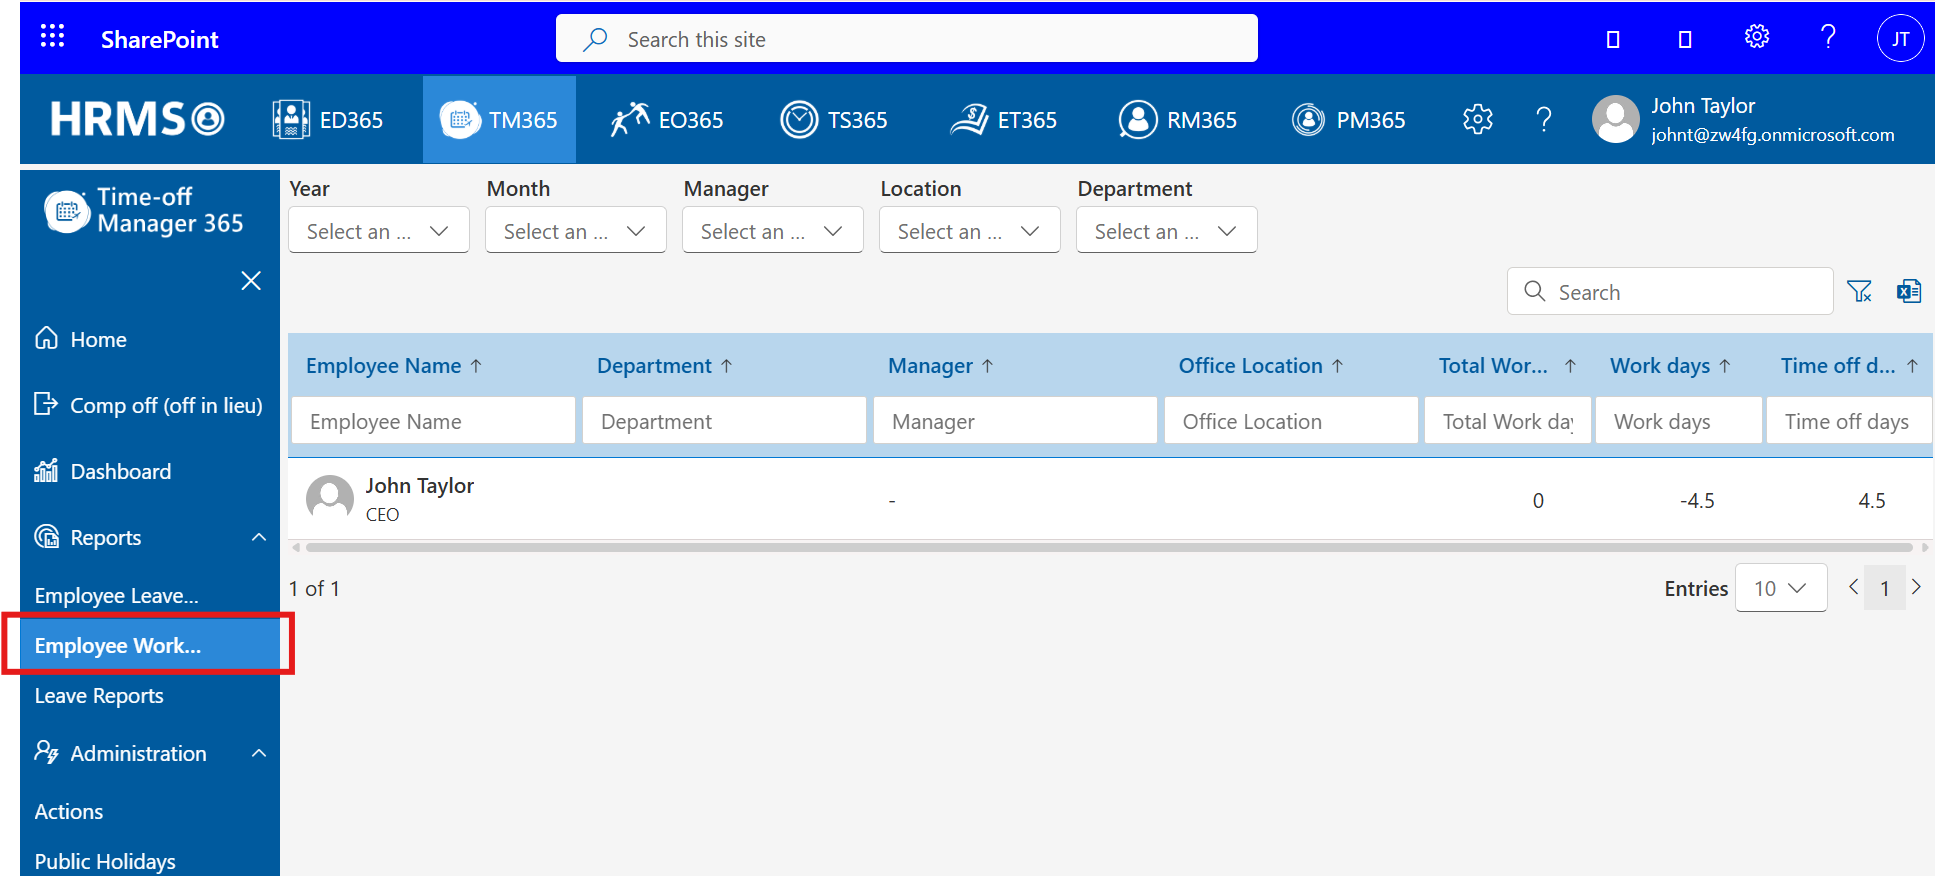 SharePoint
Search this site
JT
HRMS
ED365
TM365
EO365
TS365
ET365
RM365
PM365
John Taylor
johnt@zw4fg.onmicrosoft.com
Time-off
Manager 365
Home
Comp off (off in lieu)
Dashboard
Reports
Employee Leave...
Employee Work...
Leave Reports
Administration
Actions
Public Holidays
Year Month Manager Location Department
Select an ... Select an ... Select an ... Select an ... Select an ...
Search
Employee Name Department Manager Office Location Total Wor... Work days Time off d...
Employee Name Department Manager Office Location Total Work day Work days Time off days
John Taylor
CEO
- 0 -4.5 4.5
1 of 1
Entries 10 1